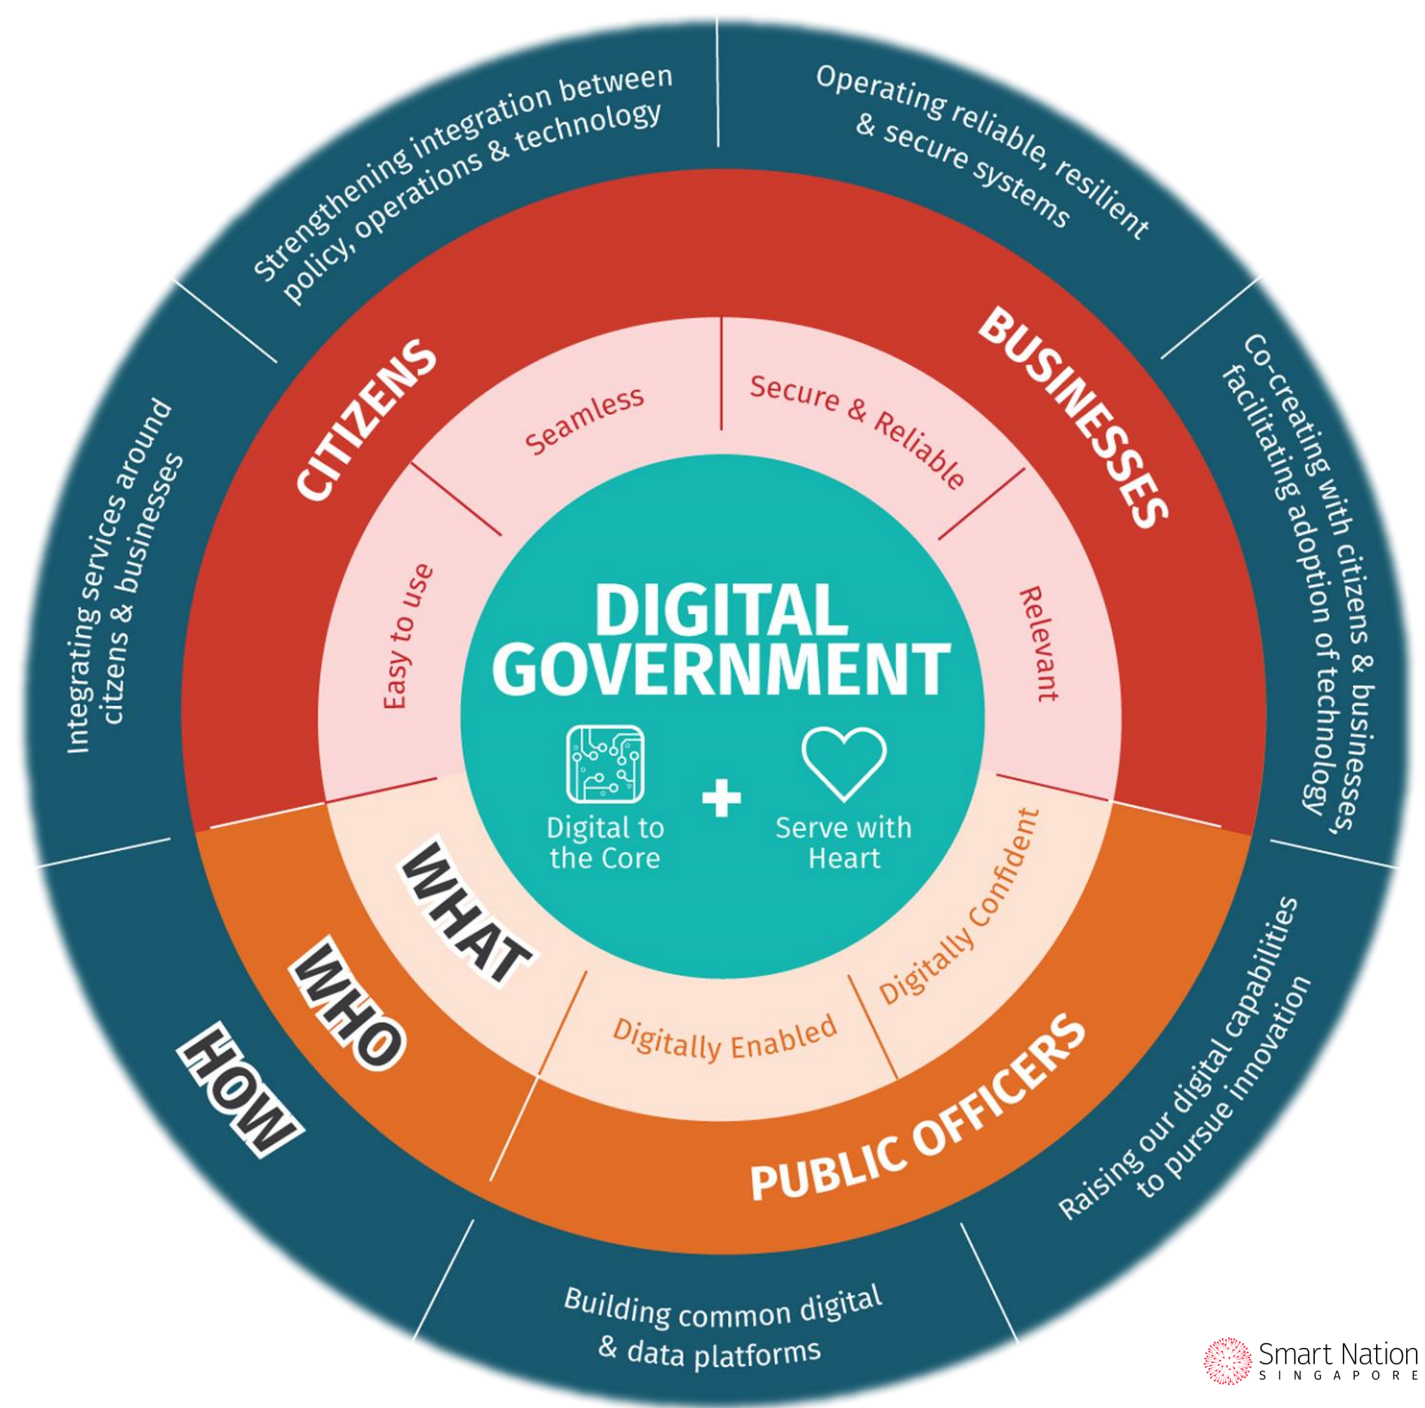 Strengthening integration between
policy, operations & technology
Operating reliable, resilient
& secure systems
Co-creating with citizens & businesses,
facilitating adoption of technology
Raising our digital capabilities
to pursue innovation
Building common digital
& data platforms
HOW
Integrating services around
citzens & businesses
CITIZENS
BUSINESSES
PUBLIC OFFICERS
WHO
Seamless
Secure & Reliable
Relevant
Digitally Confident
Digitally Enabled
WHAT
Easy to use
DIGITAL
GOVERNMENT
Digital to
the Core
+
Serve with
Heart
Smart Nation
SINGAPORE